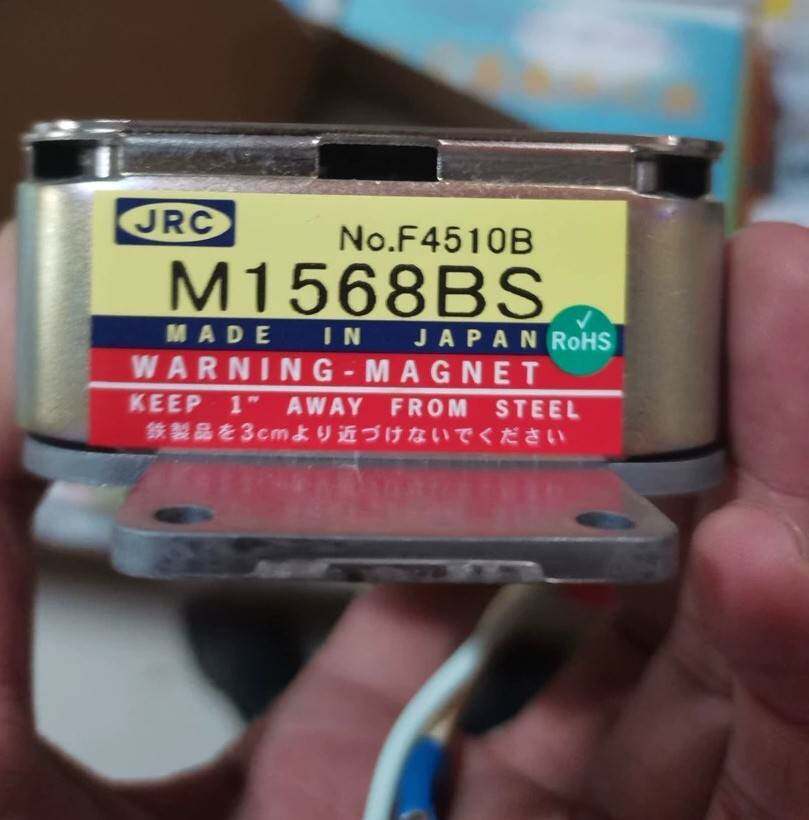 JRC
No.F4510B
M1568BS
MADE IN JAPAN
RoHS
WARNING-MAGNET
KEEP 1" AWAY FROM STEEL
鉄製品を3cmより近づけないでください